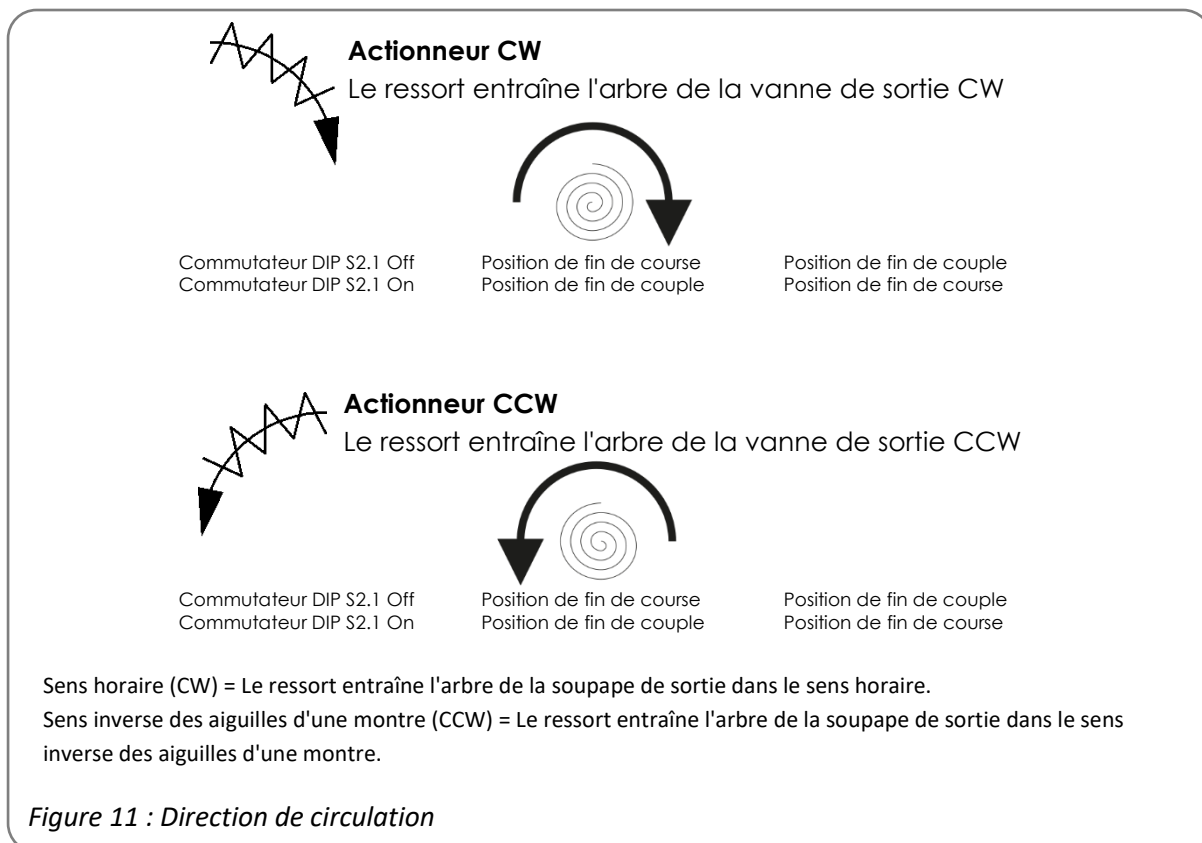 Actionneur CW
Le ressort entraîne l'arbre de la vanne de sortie CW
Commutateur DIP S2.1 Off Position de fin de course Position de fin de couple
Commutateur DIP S2.1 On Position de fin de couple Position de fin de course
Actionneur CCW
Le ressort entraîne l'arbre de la vanne de sortie CCW
Commutateur DIP S2.1 Off Position de fin de course Position de fin de couple
Commutateur DIP S2.1 On Position de fin de couple Position de fin de course
Sens horaire (CW) = Le ressort entraîne l'arbre de la soupape de sortie dans le sens horaire.
Sens inverse des aiguilles d'une montre (CCW) = Le ressort entraîne l'arbre de la soupape de sortie dans le sens
inverse des aiguilles d'une montre.
Figure 11 : Direction de circulation